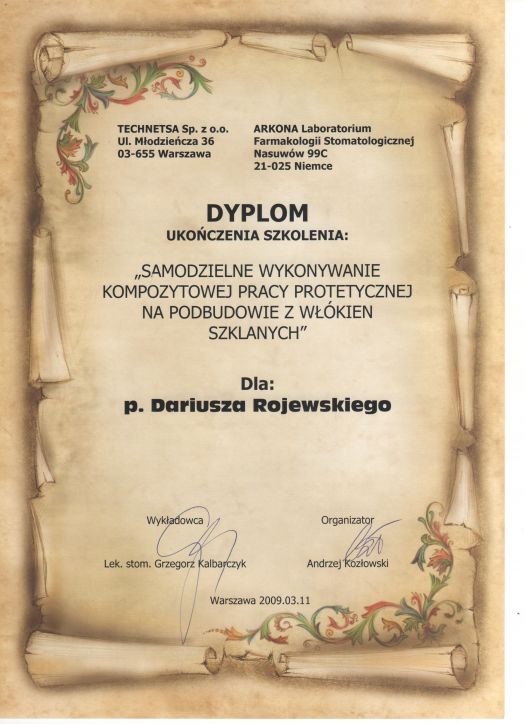 TECHNETSA Sp. z o.o.
Ul. Młodzieńcza 36
03-655 Warszawa
ARKONA Laboratorium
Farmakologii Stomatologicznej
Nasuwów 99C
21-025 Niemce
DYPLOM
UKOŃCZENIA SZKOLENIA:
„SAMODZIELNE WYKONYWANIE
KOMPOZYTOWEJ PRACY PROTETYCZNEJ
NA PODBUDOWIE Z WŁÓKIEN
SZKLANYCH”
Dla:
p. Dariusza Rojewskiego
Wykładowca
Lek. stom. Grzegorz Kalbarczyk
Organizator
Andrzej Kozłowski
Warszawa 2009.03.11